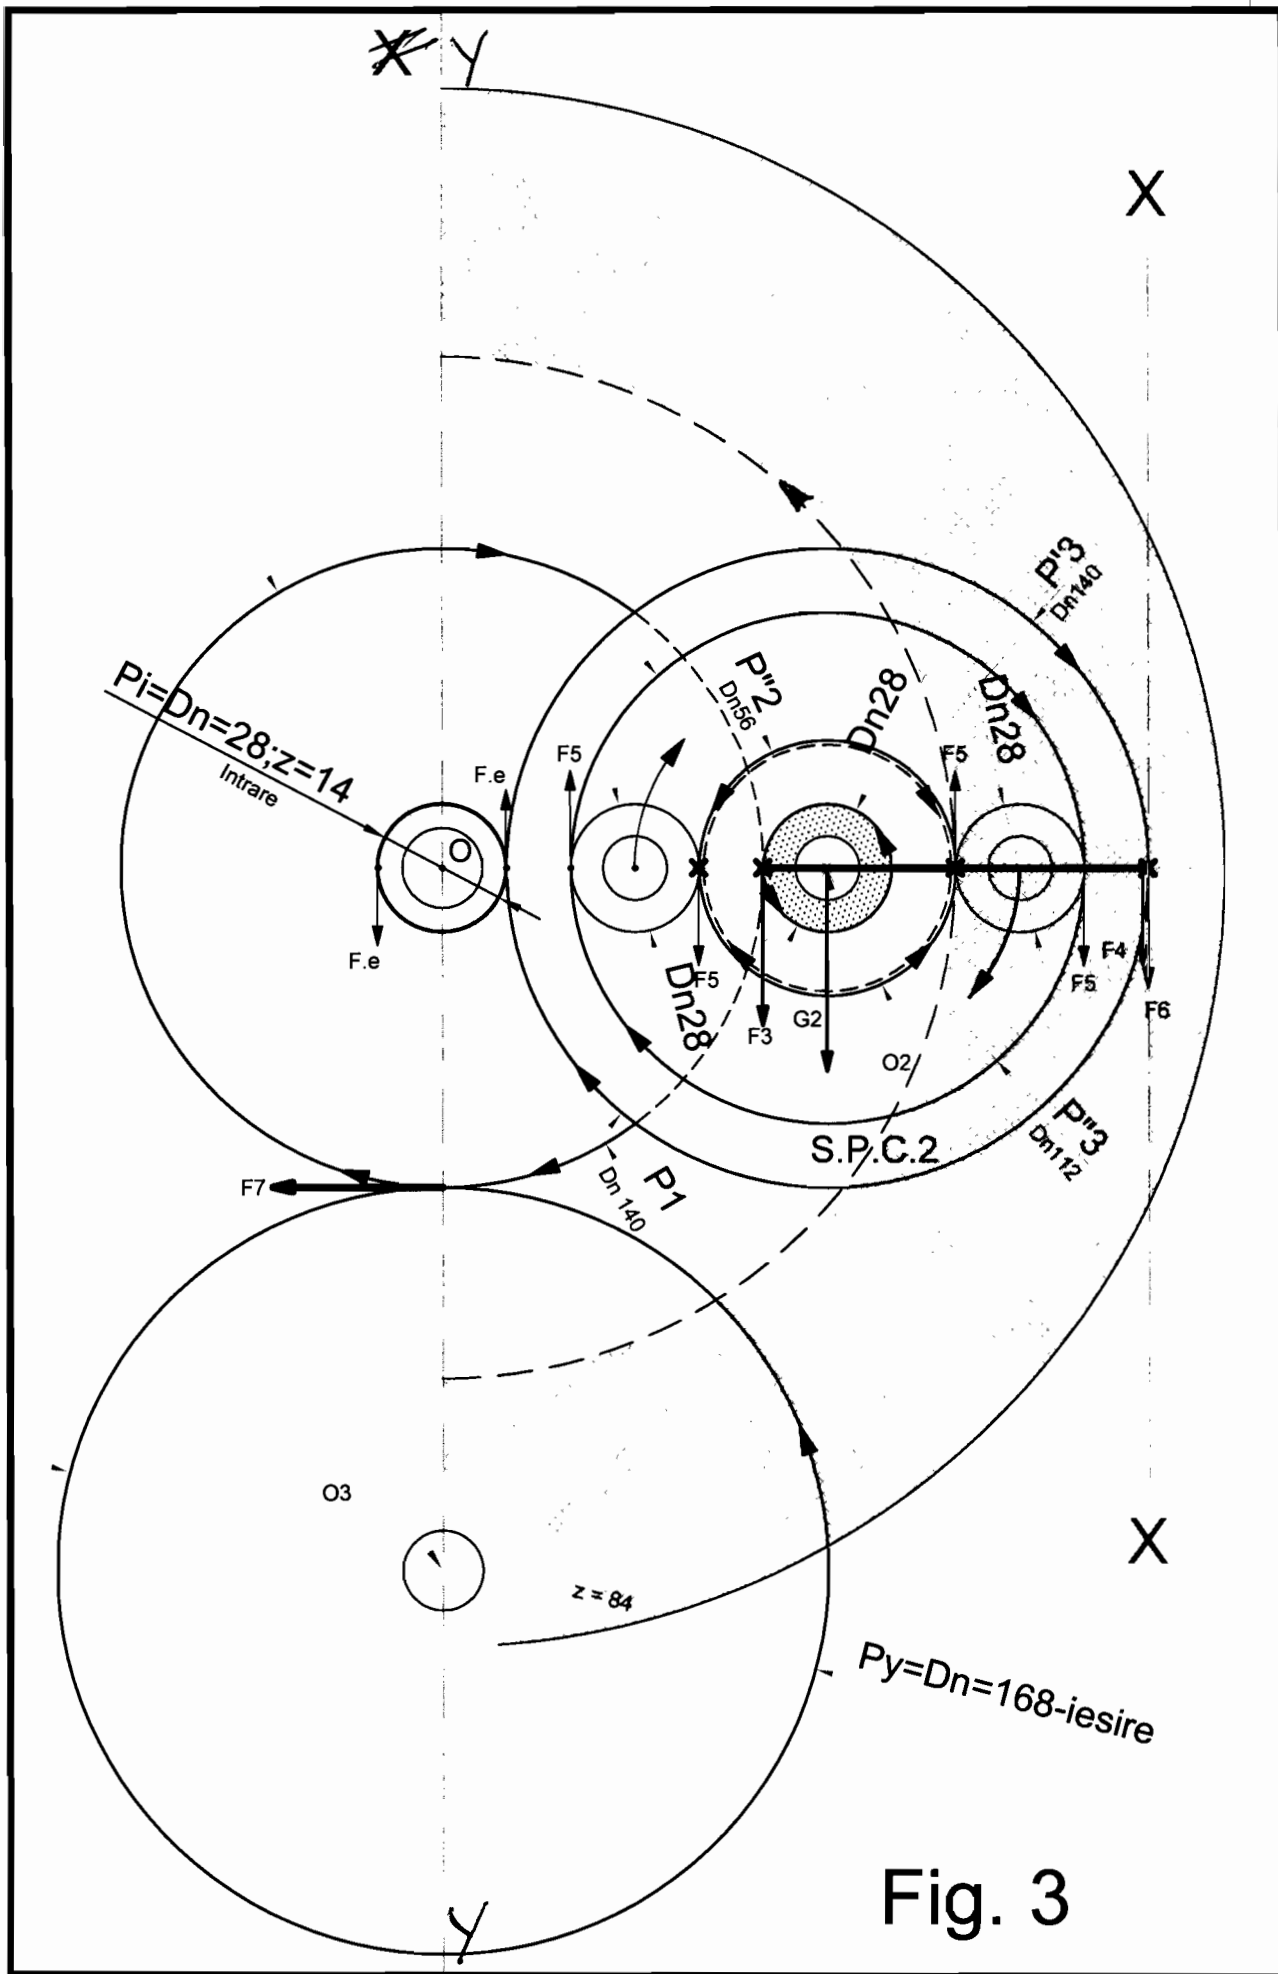 Y
X
P'3
Dn140
P"2
Dn56
Dn28
Dn28
Pi=Dn=28;z=14
Intrare
F.e
F5
F5
O
F.e
F5
Dn28
F3
G2
O2
F5
F4
F6
S.P.C.2
P"3
Dn112
F7
P1
Dn 140
O3
z = 84
X
Py=Dn=168-iesire
Y
Fig. 3